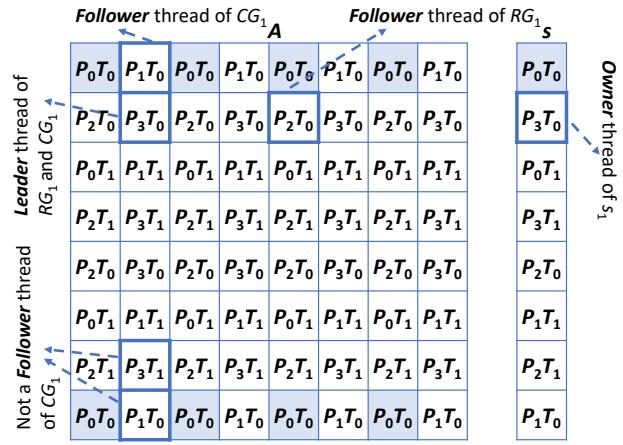 Follower thread of CG1
Follower thread of RG1
A
s
P0T0 P1T0 P0T0 P1T0 P0T0 P1T0 P0T0 P1T0 P0T0
P2T0 P3T0 P2T0 P3T0 P2T0 P3T0 P2T0 P3T0 P3T0
P0T1 P1T1 P0T1 P1T1 P0T1 P1T1 P0T1 P1T1 P0T1
P2T1 P3T1 P2T1 P3T1 P2T1 P3T1 P2T1 P3T1 P3T1
P2T0 P3T0 P2T0 P3T0 P2T0 P3T0 P2T0 P3T0 P2T0
P0T1 P1T1 P0T1 P1T1 P0T1 P1T1 P0T1 P1T1 P1T1
P2T1 P3T1 P2T1 P3T1 P2T1 P3T1 P2T1 P3T1 P2T1
P0T0 P1T0 P0T0 P1T0 P0T0 P1T0 P0T0 P1T0 P1T0
Leader thread of
RG1 and CG1
Not a Follower thread
of CG1
Owner thread
of s1